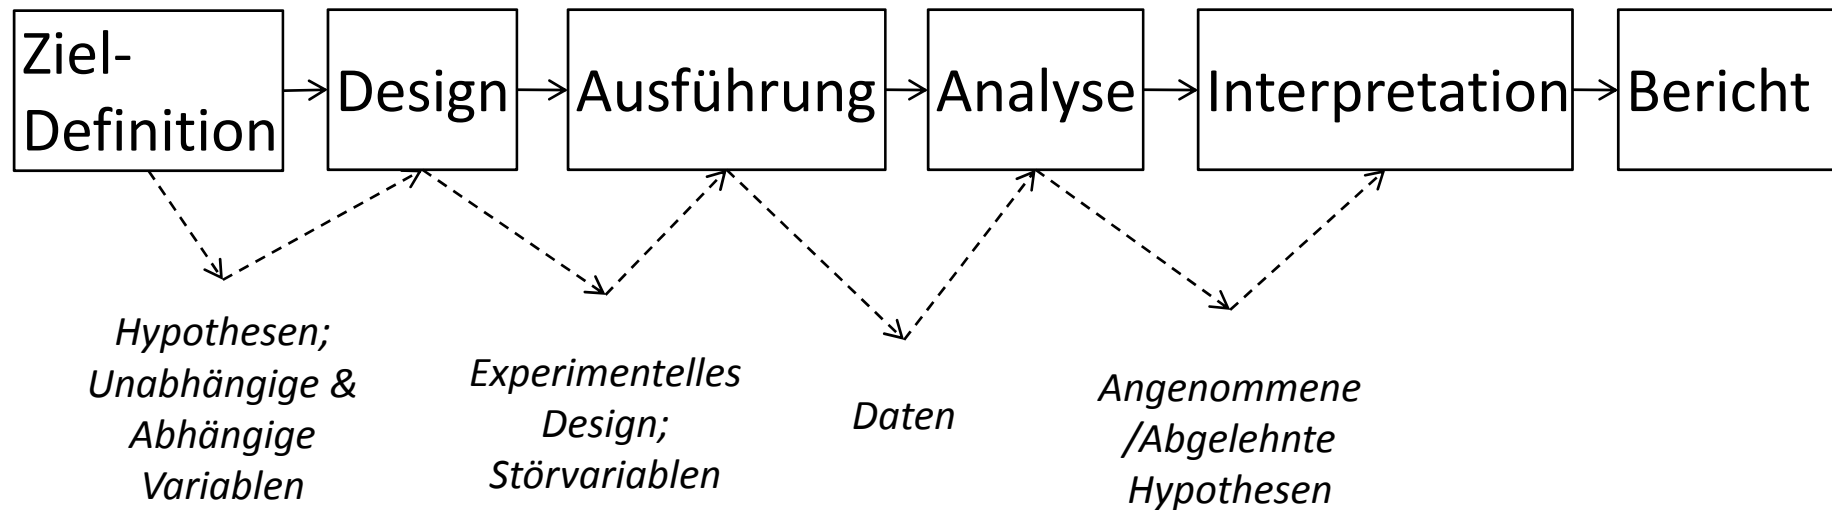 Ziel-
Definition
Design
Ausführung
Analyse
Interpretation
Bericht
Hypothesen;
Unabhängige &
Abhängige
Variablen
Experimentelles
Design;
Störvariablen
Daten
Angenommene
/Abgelehnte
Hypothesen